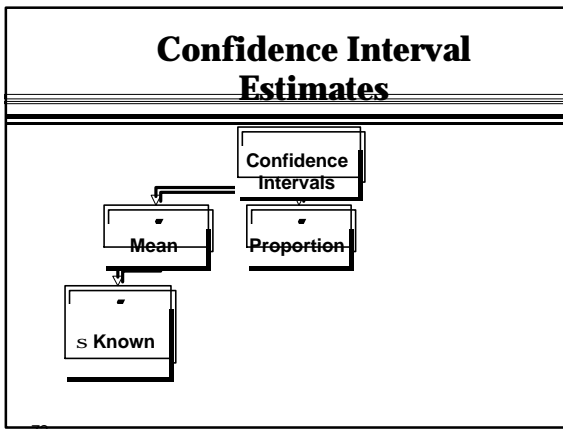 Confidence Interval
Estimates
Confidence
Intervals
Mean
Proportion
s Known